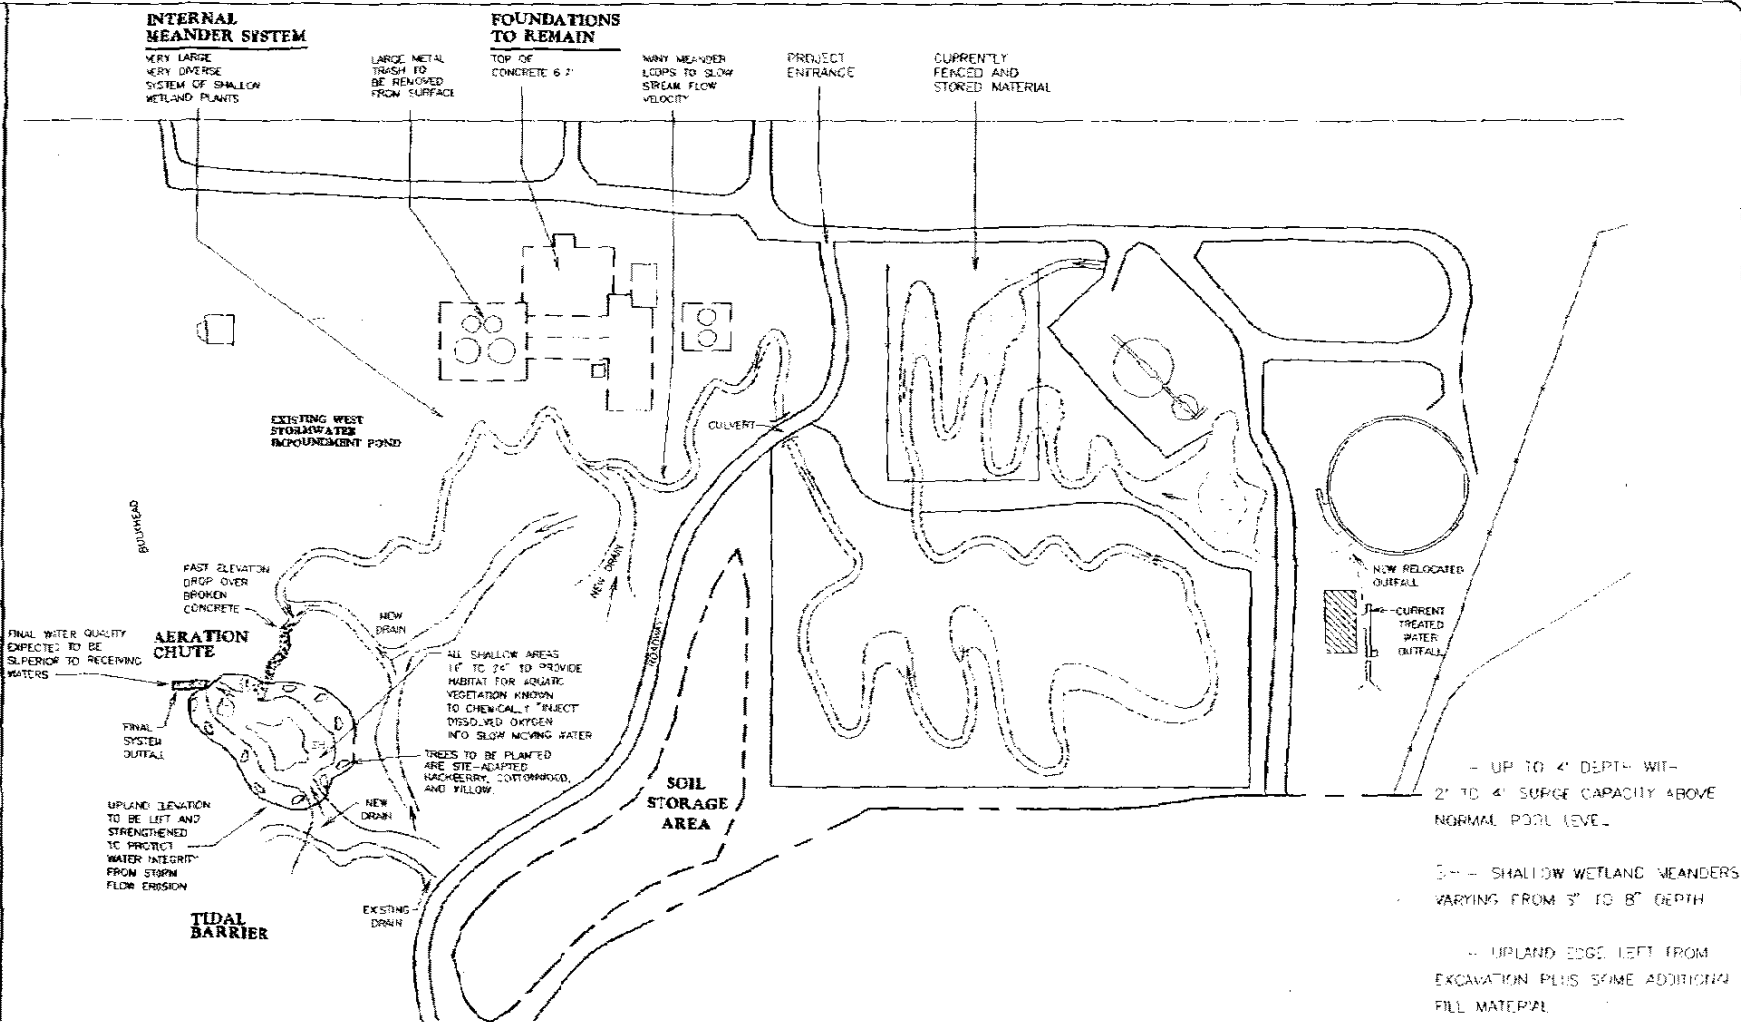 INTERNAL
MEANDER SYSTEM
VERY LARGE
VERY DIVERSE
SYSTEM OF SHALLOW
WETLAND PLANTS
LARGE METAL
TRASH TO
BE REMOVED
FROM SURFACE
FOUNDATIONS
TO REMAIN
TOP OF
CONCRETE 6
MANY MEANDER
LOOPS TO SLOW
STREAM FLOW
VELOCITY
PROJECT
ENTRANCE
CURRENTLY
FENCED AND
STORED MATERIAL
EXISTING WEST
STORMWATER
IMPOUNDMENT POND
CULVERT
BULKHEAD
FAST ELEVATION
DROP OVER
BROKEN
CONCRETE
NEW DRAIN
ROADWAY
NEW RELOCATED
OUTFALL
CURRENT
TREATED
WATER
OUTFALL
FINAL WATER QUALITY
EXPECTED TO BE
SUPERIOR TO RECEIVING
WATERS
AERATION
CHUTE
NEW
DRAIN
ALL SHALLOW AREAS
TO 24" TO PROVIDE
HABITAT FOR AQUATIC
VEGETATION KNOWN
TO CHEMICALLY "INJECT"
DISSOLVED OXYGEN
INTO SLOW MOVING WATER
FINAL
SYSTEM
OUTFALL
TREES TO BE PLANTED
ARE SITE-ADAPTED
HACKBERRY, COTTONWOOD,
AND WILLOW.
UPLAND ELEVATION
TO BE LEFT AND
STRENGTHENED
TO PROTECT
WATER INTEGRITY
FROM STORM
FLOW EROSION
NEW
DRAIN
SOIL
STORAGE
AREA
EXISTING
DRAIN
TIDAL
BARRIER
- UP TO 4' DEPTH WIT-
2' TO 4' SURGE CAPACITY ABOVE
NORMAL POOL LEVEL
- SHALLOW WETLAND MEANDERS
VARYING FROM 3" TO 8" DEPTH
- UPLAND EDGE LEFT FROM
EXCAVATION PLUS SOME ADDITIONAL
FILL MATERIAL